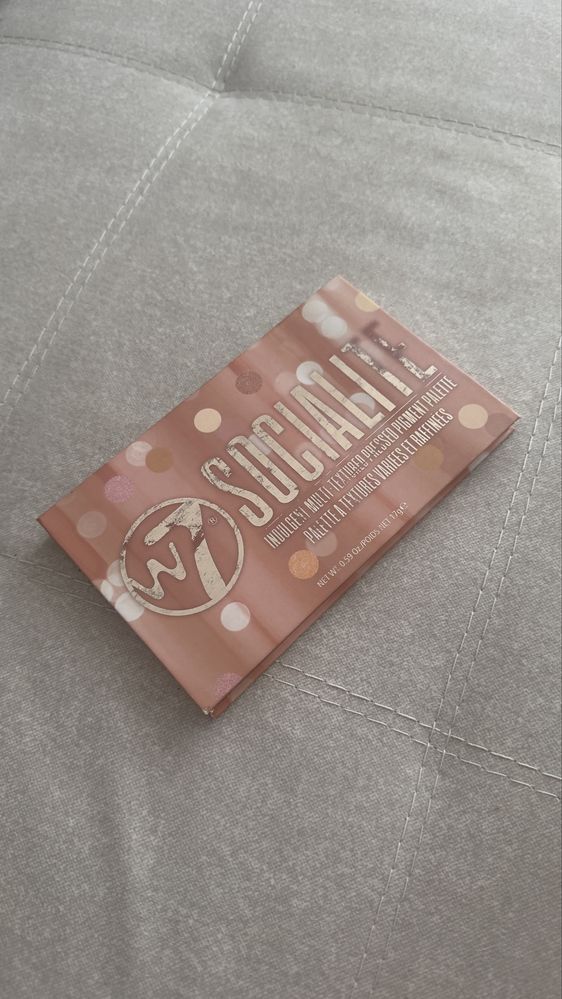 W7®
SOCIALITE
INDULGENT MULTI-TEXTURED PRESSED PIGMENT PALETTE
PALETTE A TEXTURES VARIÉES ET RAFFINÉES
NET WT. 0.59 Oz./POIDS NET 17g℮